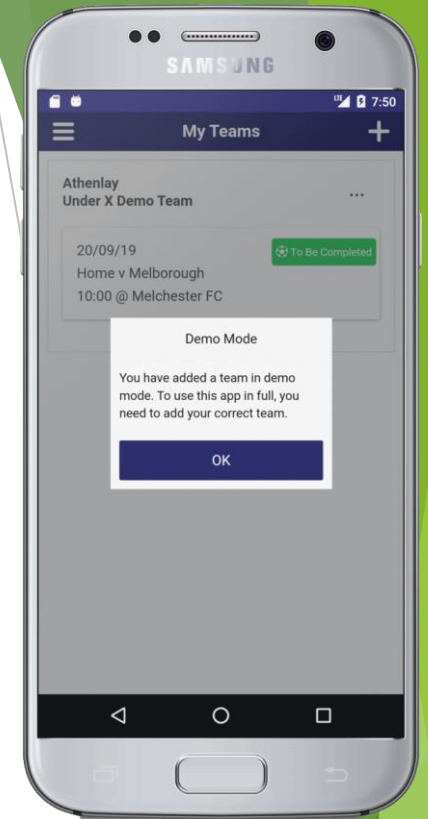 SAMSUNG
LTE 7:50
My Teams
Athenlay
Under X Demo Team
...
20/09/19
To Be Completed
Home v Melborough
10:00 @ Melchester FC
Demo Mode
You have added a team in demo
mode. To use this app in full, you
need to add your correct team.
OK